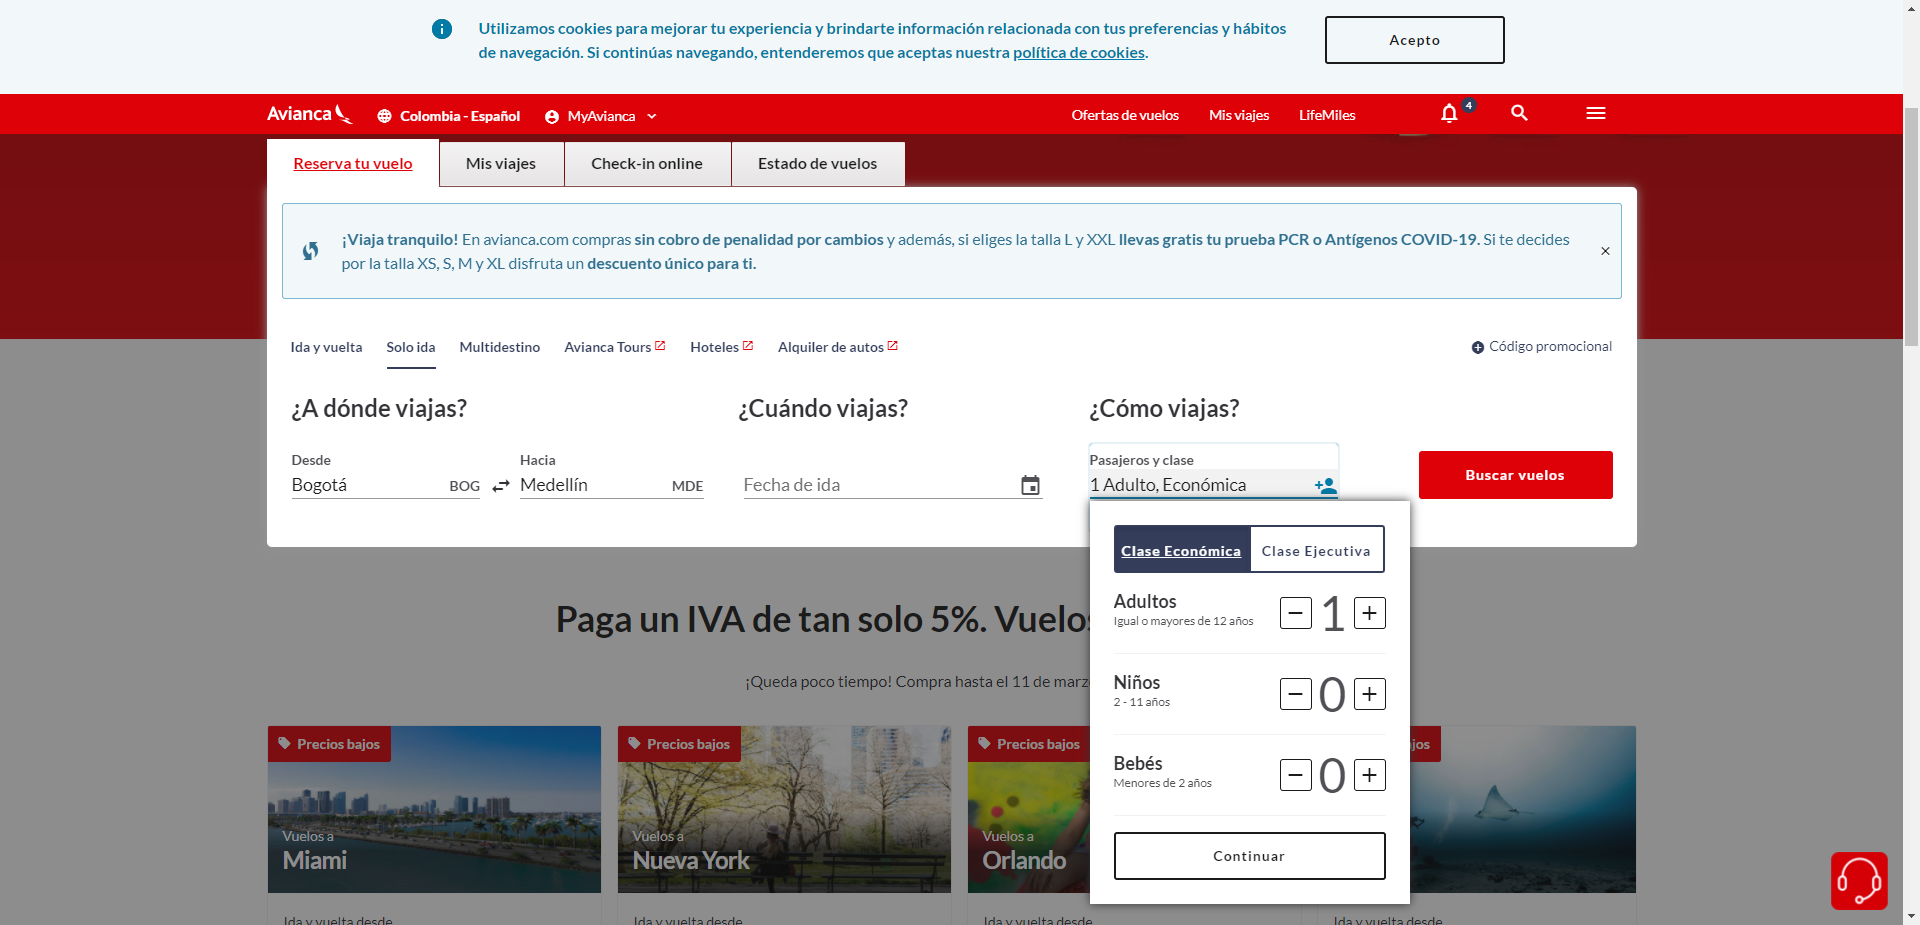 Utilizamos cookies para mejorar tu experiencia y brindarte información relacionada con tus preferencias y hábitos
de navegación. Si continúas navegando, entenderemos que aceptas nuestra política de cookies.
Acepto
Avianca
Colombia - Español
MyAvianca
Ofertas de vuelos
Mis viajes
LifeMiles
4
Reserva tu vuelo
Mis viajes
Check-in online
Estado de vuelos
¡Viaja tranquilo! En avianca.com compras sin cobro de penalidad por cambios y además, si eliges la talla L y XXL llevas gratis tu prueba PCR o Antígenos COVID-19. Si te decides
por la talla XS, S, M y XL disfruta un descuento único para ti.
Ida y vuelta
Solo ida
Multidestino
Avianca Tours
Hoteles
Alquiler de autos
Código promocional
¿A dónde viajas?
¿Cuándo viajas?
¿Cómo viajas?
Desde
Bogotá
BOG
Hacia
Medellín
MDE
Fecha de ida
Pasajeros y clase
1 Adulto, Económica
Buscar vuelos
Clase Económica
Clase Ejecutiva
Adultos
Igual o mayores de 12 años
1
Niños
2 - 11 años
0
Bebés
Menores de 2 años
0
Continuar
Paga un IVA de tan solo 5%. Vuelos
¡Queda poco tiempo! Compra hasta el 11 de marz
Precios bajos
Vuelos a
Miami
Ida y vuelta desde
Precios bajos
Vuelos a
Nueva York
Ida y vuelta desde
Precios bajos
Vuelos a
Orlando
Ida y vuelta desde
jos
Ida y vuelta desde